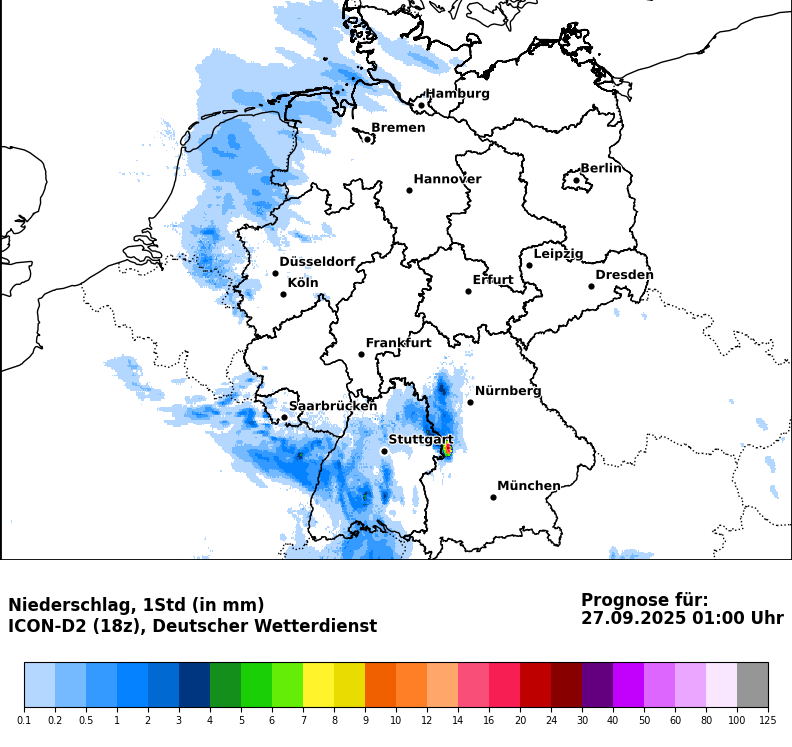 Hamburg
Bremen
Berlin
Hannover
Leipzig
Düsseldorf
Dresden
Köln
Erfurt
Frankfurt
Nürnberg
Saarbrücken
Stuttgart
München
Niederschlag, 1Std (in mm)
ICON-D2 (18z), Deutscher Wetterdienst
Prognose für:
27.09.2025 01:00 Uhr
0.1 0.2 0.5 1 2 3 4 5 6 7 8 9 10 12 14 16 20 24 30 40 50 60 80 100 125